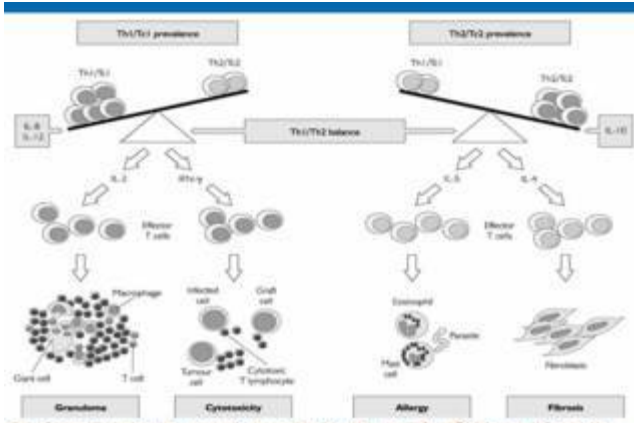 Th1/Tc1 prevalence
Th2/Tc2 prevalence
Th1/Tc1
Th2/Tc2
Th1/Tc1
Th2/Tc2
IL-12
Th1/Th2 balance
IL-10
IL-2
IFN-γ
IL-5
IL-4
Effector
T cells
Effector
T cells
Macrophage
Giant cell
T cell
Infected
cell
Graft
cell
Tumour
cell
Cytotoxic
T lymphocyte
Eosinophil
Parasite
Mast
cell
Fibroblasts
Granuloma
Cytotoxicity
Allergy
Fibrosis